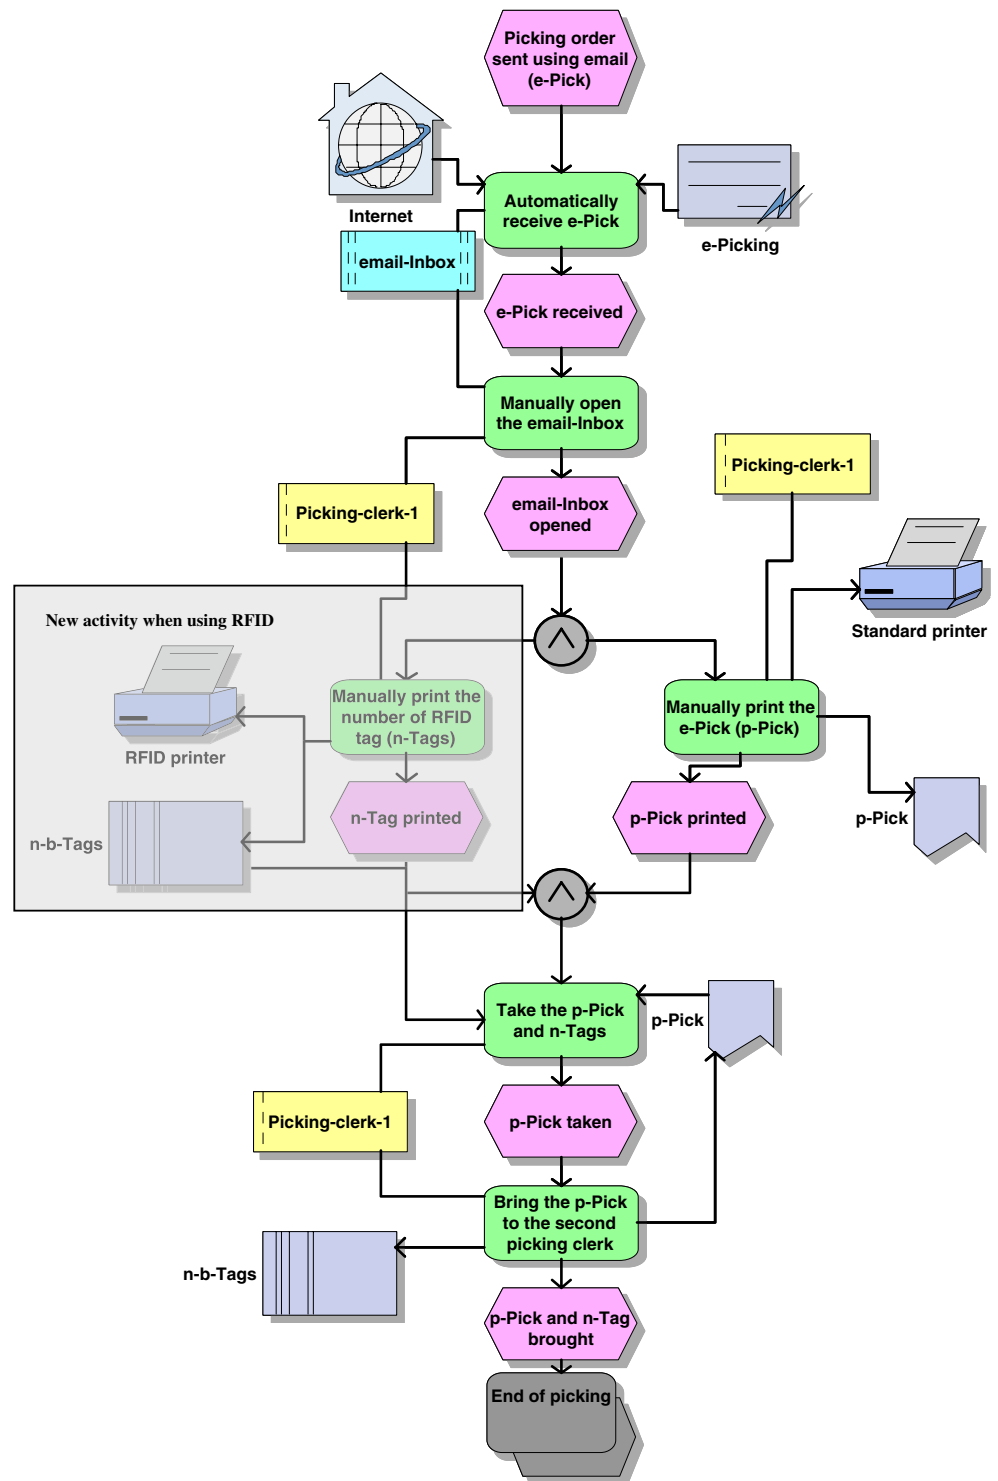 Picking order
sent using email
(e-Pick)
Internet
Automatically
receive e-Pick
e-Picking
email-Inbox
e-Pick received
Manually open
the email-Inbox
Picking-clerk-1
Picking-clerk-1
email-Inbox
opened
Standard printer
New activity when using RFID
Manually print the
number of RFID
tag (n-Tags)
Manually print the
e-Pick (p-Pick)
RFID printer
n-Tag printed
p-Pick printed
p-Pick
n-b-Tags
Take the p-Pick
and n-Tags
p-Pick
Picking-clerk-1
p-Pick taken
Bring the p-Pick
to the second
picking clerk
n-b-Tags
p-Pick and n-Tag
brought
End of picking